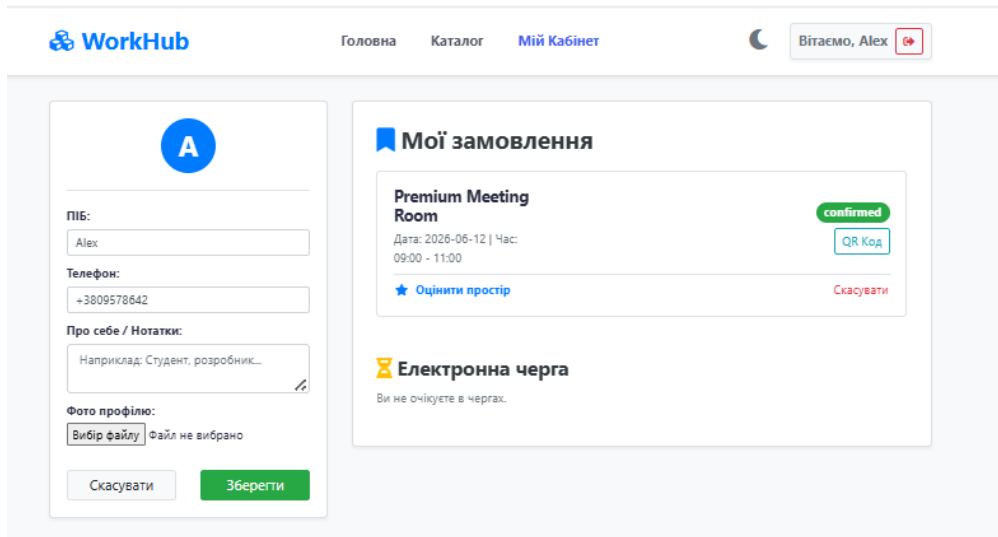 WorkHub
Головна
Каталог
Мій Кабінет
Вітаємо, Alex
A
ПІБ:
Alex
Телефон:
+3809578642
Про себе / Нотатки:
Наприклад: Студент, розробник...
Фото профілю:
Вибір файлу Файл не вибрано
Скасувати
Зберегти
Мої замовлення
Premium Meeting
Room
Дата: 2026-06-12 | Час:
09:00 - 11:00
confirmed
QR Код
Оцінити простір
Скасувати
Електронна черга
Ви не очікуєте в чергах.